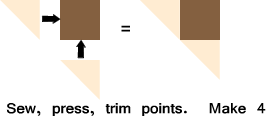 =
Sew, press, trim points. Make 4